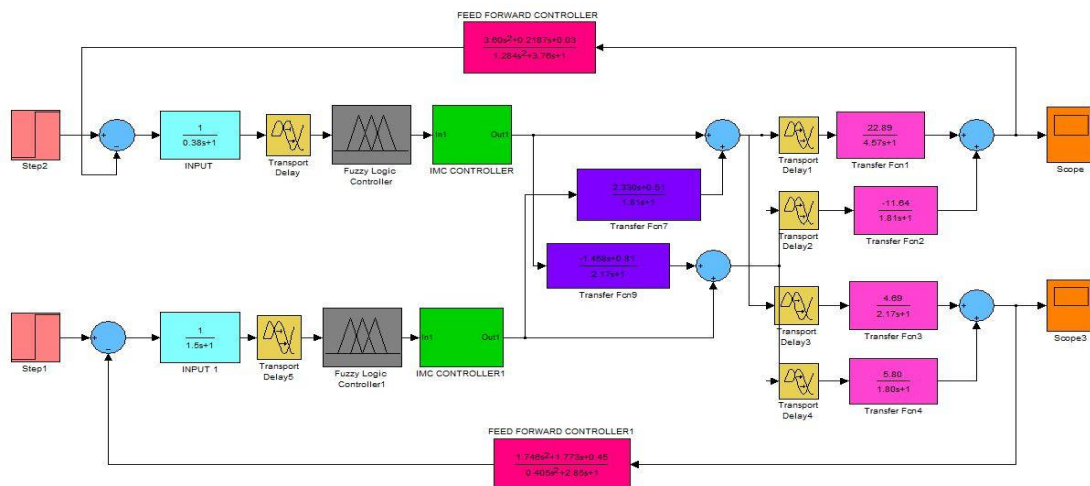 FEED FORWARD CONTROLLER
3.60s²+0.2187s+0.03
1.284s²+3.76s+1
Step2
1
0.38s+1
INPUT
Transport
Delay
Fuzzy Logic
Controller
In1 Out1
IMC CONTROLLER
Transport
Delay1
22.89
4.57s+1
Transfer Fcn1
Scope
2.330s+0.51
1.81s+1
Transfer Fcn7
Transport
Delay2
-11.64
1.81s+1
Transfer Fcn2
-1.468s+0.81
2.17s+1
Transfer Fcn9
Step1
1
1.5s+1
INPUT 1
Transport
Delay5
Fuzzy Logic
Controller1
In1 Out1
IMC CONTROLLER1
Transport
Delay3
4.69
2.17s+1
Transfer Fcn3
Scope3
Transport
Delay4
5.80
1.80s+1
Transfer Fcn4
FEED FORWARD CONTROLLER1
1.748s²+1.773s+0.45
0.405s²+2.85s+1